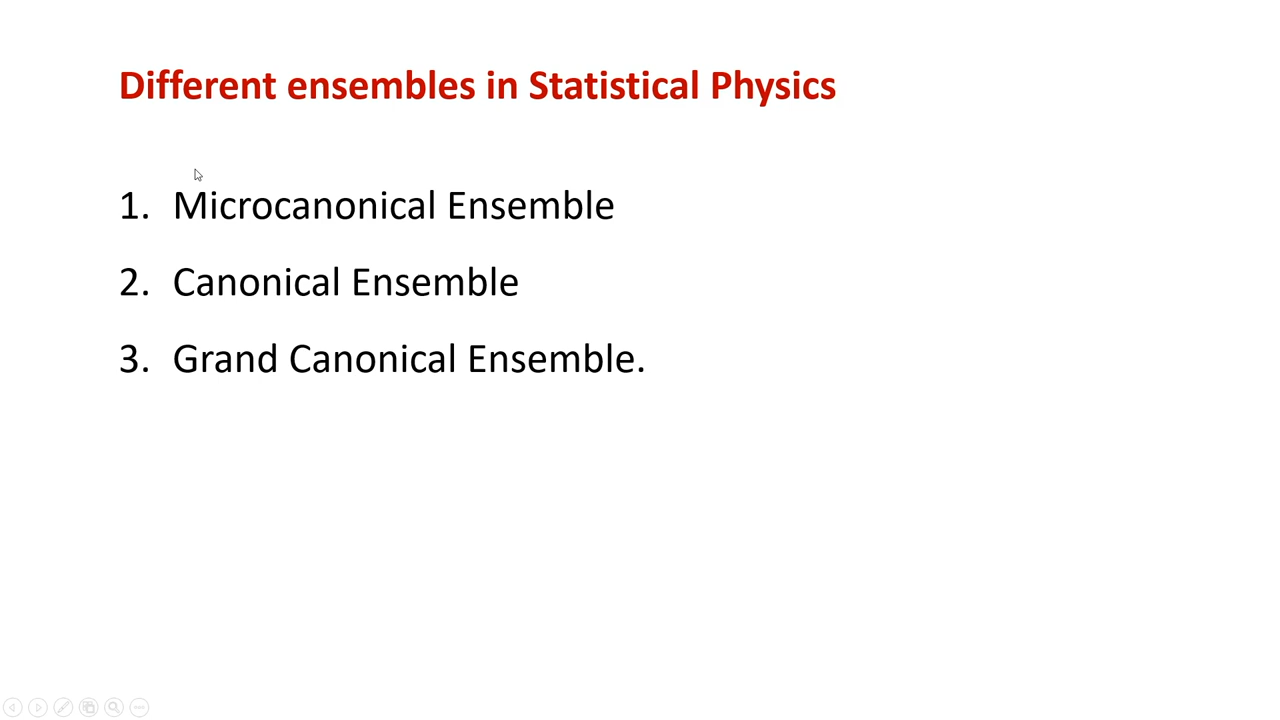 Different ensembles in Statistical Physics
1. Microcanonical Ensemble
2. Canonical Ensemble
3. Grand Canonical Ensemble.